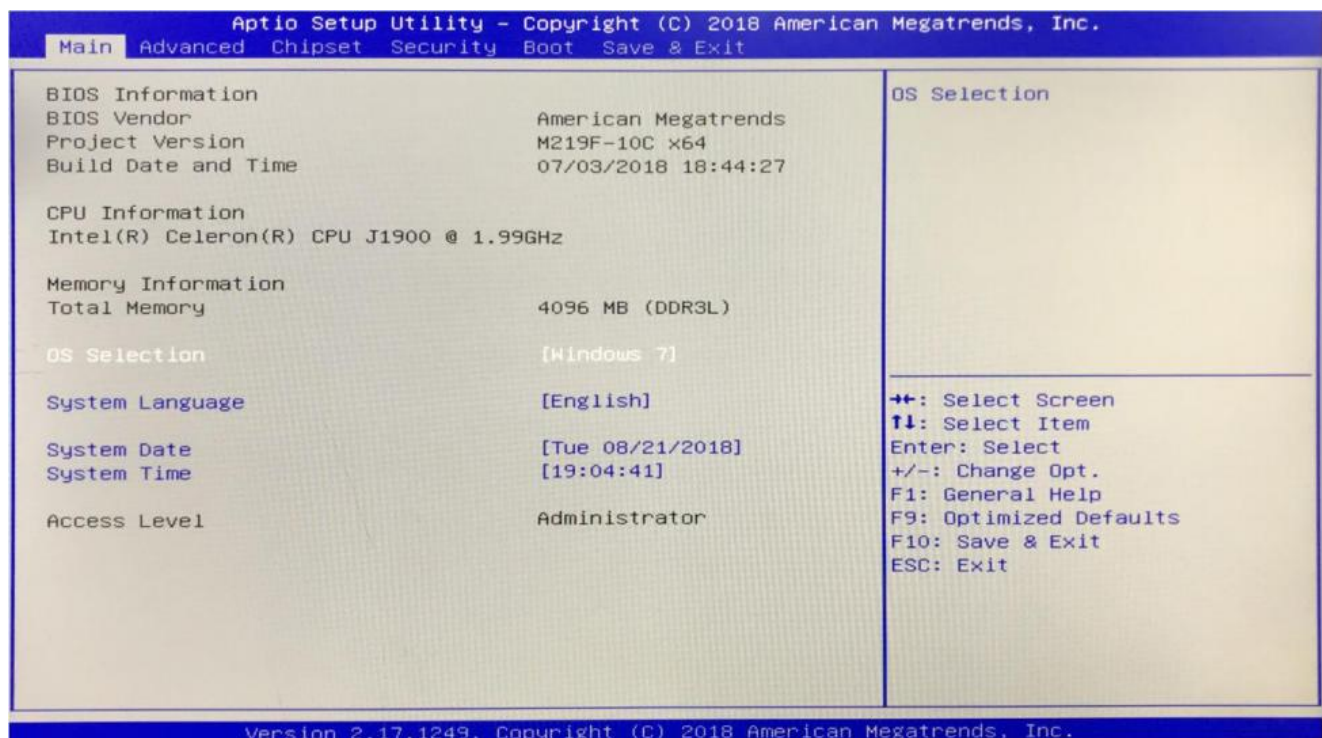 Aptio Setup Utility – Copyright (C) 2018 American Megatrends, Inc.
Main Advanced Chipset Security Boot Save & Exit
BIOS Information
BIOS Vendor American Megatrends
Project Version M219F-10C x64
Build Date and Time 07/03/2018 18:44:27
CPU Information
Intel(R) Celeron(R) CPU J1900 @ 1.99GHz
Memory Information
Total Memory 4096 MB (DDR3L)
OS Selection [Windows 7]
System Language [English]
System Date [Tue 08/21/2018]
System Time [19:04:41]
Access Level Administrator
OS Selection
→←: Select Screen
↑↓: Select Item
Enter: Select
+/-: Change Opt.
F1: General Help
F9: Optimized Defaults
F10: Save & Exit
ESC: Exit
Version 2.17.1249. Copyright (C) 2018 American Megatrends, Inc.